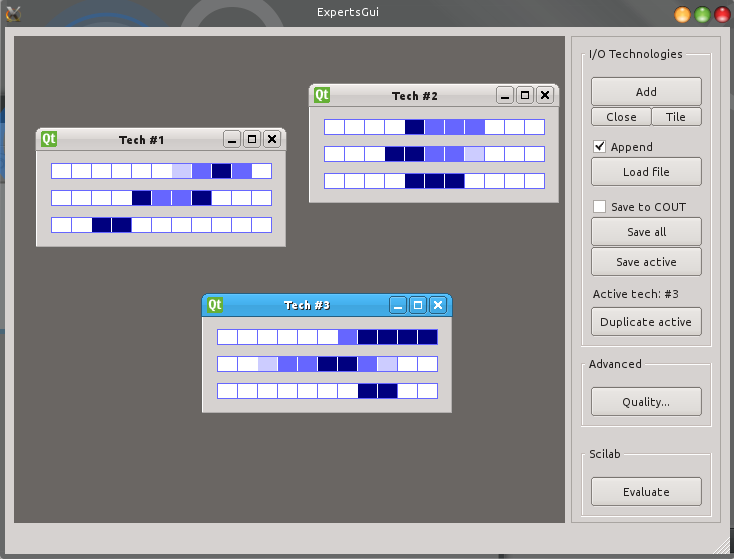 ExpertsGui
Qt Tech #1
Qt Tech #2
Qt Tech #3
I/O Technologies
Add
Close Tile
Append
Load file
Save to COUT
Save all
Save active
Active tech: #3
Duplicate active
Advanced
Quality...
Scilab
Evaluate